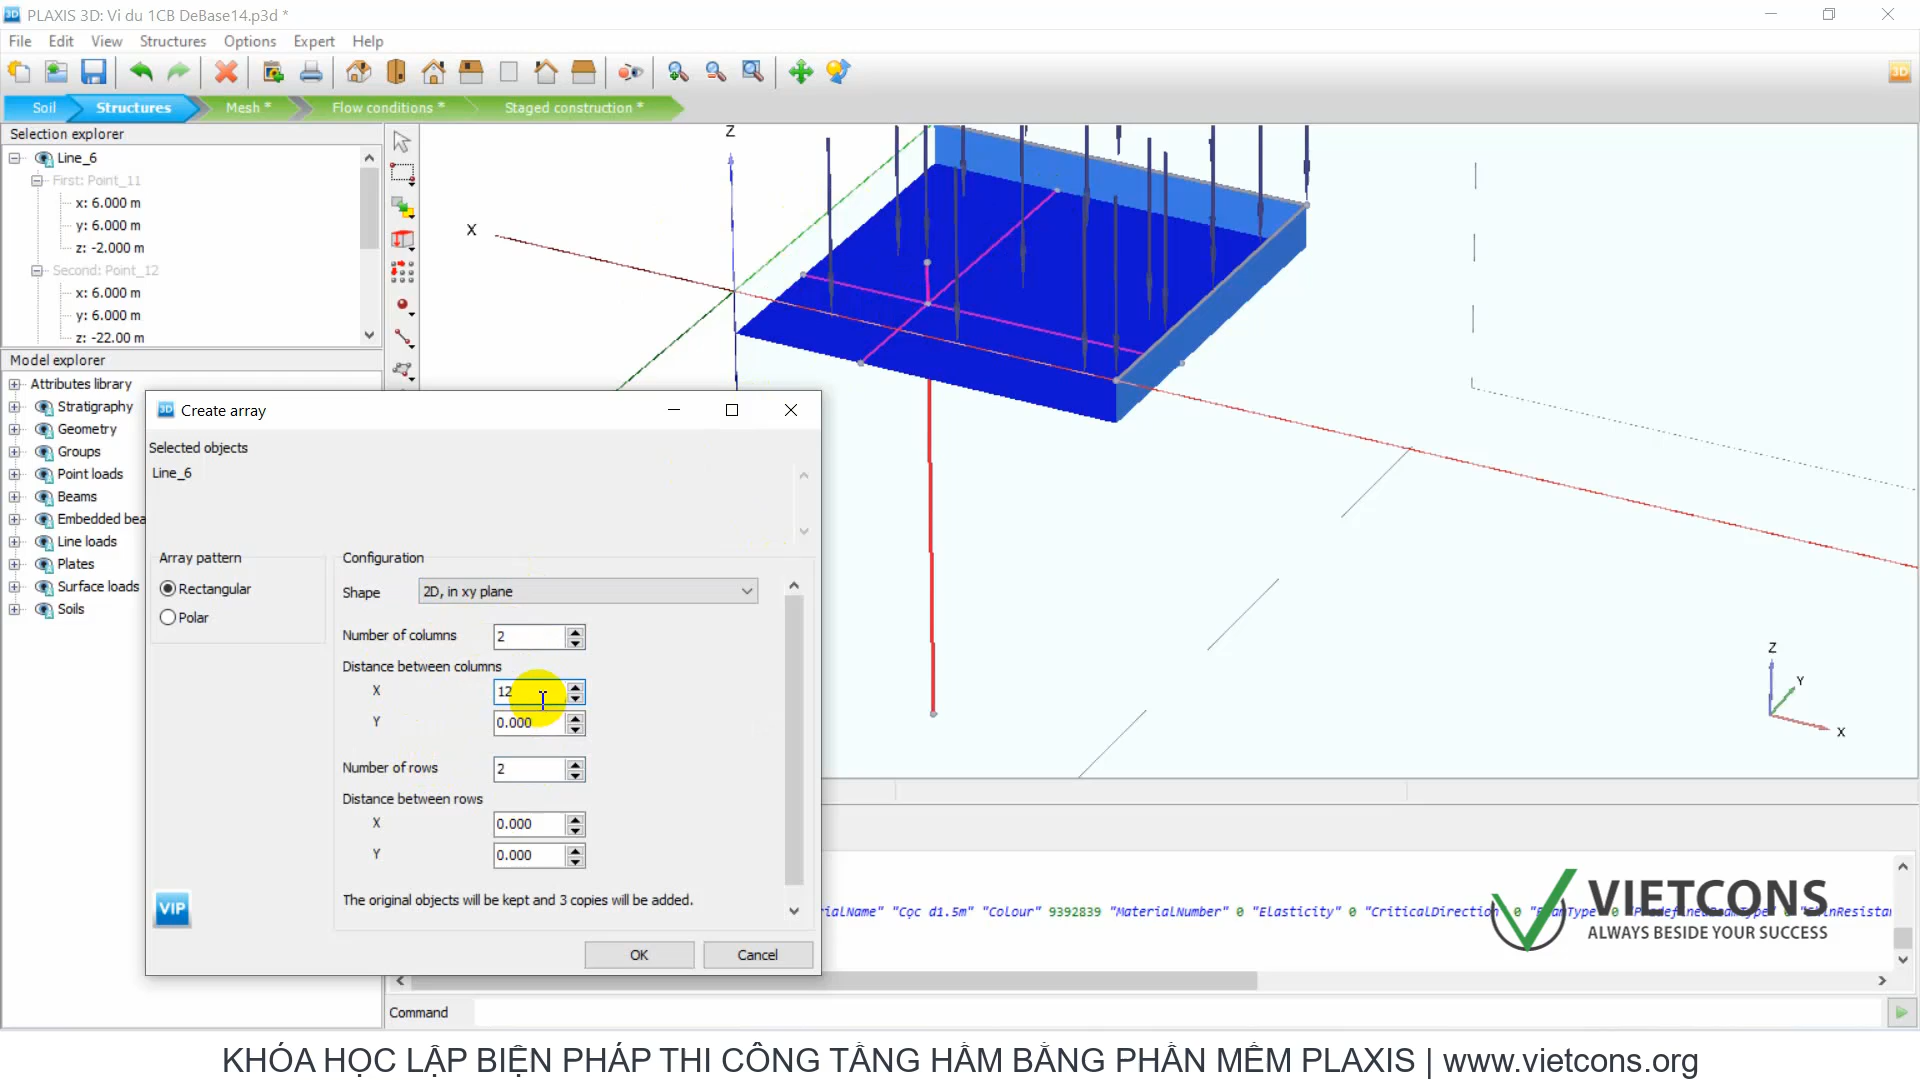 PLAXIS 3D: Vi du 1CB DeBase14.p3d *
File Edit View Structures Options Expert Help
Soil Structures Mesh * Flow conditions * Staged construction *
Selection explorer
Line_6
First: Point_11
x: 6.000 m
y: 6.000 m
z: -2.000 m
Second: Point_12
x: 6.000 m
y: 6.000 m
z: -22.00 m
Model explorer
Attributes library
Stratigraphy
Geometry
Groups
Point loads
Beams
Embedded bea
Line loads
Plates
Surface loads
Soils
Z
X
Z
Y
X
Create array
Selected objects
Line_6
Array pattern
Rectangular
Polar
Configuration
Shape 2D, in xy plane
Number of columns 2
Distance between columns
X 12
Y 0.000
Number of rows 2
Distance between rows
X 0.000
Y 0.000
The original objects will be kept and 3 copies will be added.
VIP
OK Cancel
ialName" "Cọc d1.5m" "Colour" 9392839 "MaterialNumber" 0 "Elasticity" 0 "CriticalDirection
Command
VIETCONS
ALWAYS BESIDE YOUR SUCCESS
KHÓA HỌC LẬP BIỆN PHÁP THI CÔNG TẦNG HẦM BẰNG PHẦN MỀM PLAXIS | www.vietcons.org